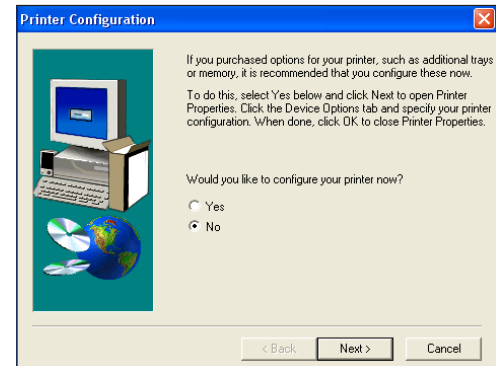 Printer Configuration
If you purchased options for your printer, such as additional trays
or memory, it is recommended that you configure these now.
To do this, select Yes below and click Next to open Printer
Properties. Click the Device Options tab and specify your printer
configuration. When done, click OK to close Printer Properties.
Would you like to configure your printer now?
Yes
No
< Back Next > Cancel